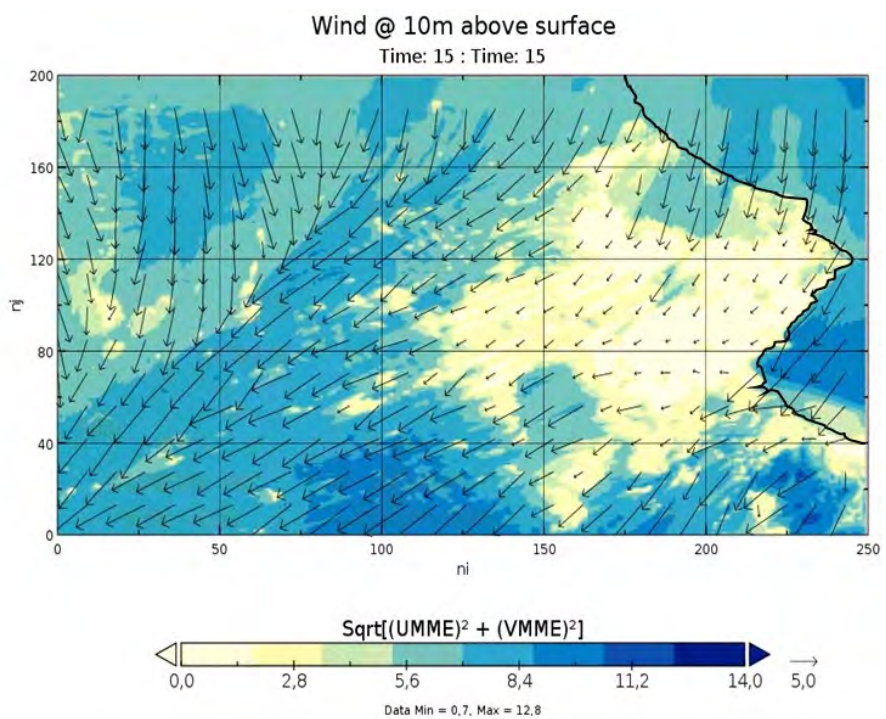 Wind @ 10m above surface
Time: 15 : Time: 15
200
160
120
80
40
0
nj
0 50 100 150 200 250
ni
Sqrt[(UMME)² + (VMME)²]
0,0 2,8 5,6 8,4 11,2 14,0 5,0
Data Min = 0,7, Max = 12,8